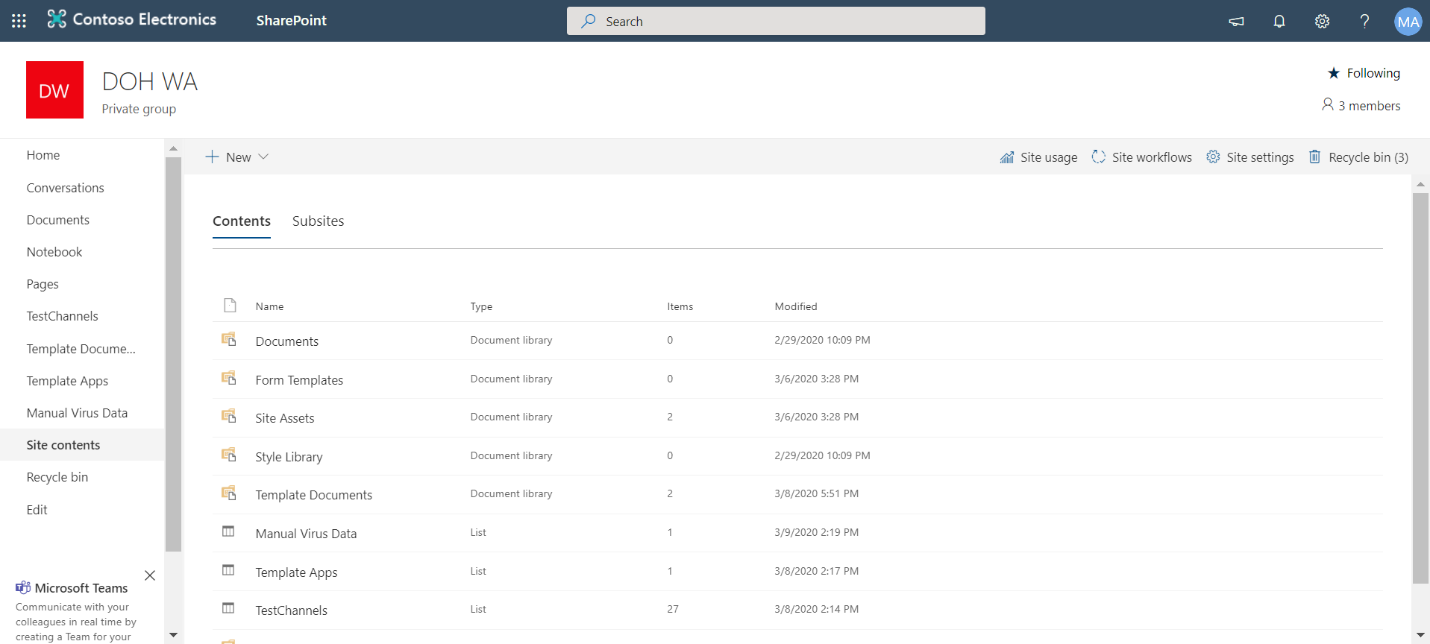 Contoso Electronics SharePoint Search MA
DW
DOH WA
Private group
Following
3 members
Home
Conversations
Documents
Notebook
Pages
TestChannels
Template Docume...
Template Apps
Manual Virus Data
Site contents
Recycle bin
Edit
Microsoft Teams
Communicate with your
colleagues in real time by
creating a Team for your
New Site usage Site workflows Site settings Recycle bin (3)
Contents Subsites
Name Type Items Modified
Documents Document library 0 2/29/2020 10:09 PM
Form Templates Document library 0 3/6/2020 3:28 PM
Site Assets Document library 2 3/6/2020 3:28 PM
Style Library Document library 0 2/29/2020 10:09 PM
Template Documents Document library 2 3/8/2020 5:51 PM
Manual Virus Data List 1 3/9/2020 2:19 PM
Template Apps List 1 3/8/2020 2:17 PM
TestChannels List 27 3/8/2020 2:14 PM